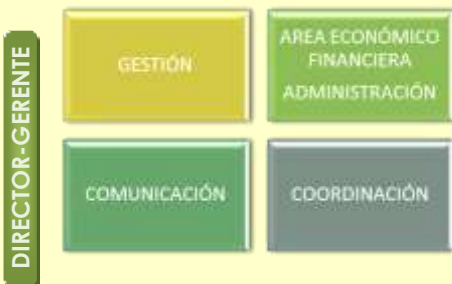 DIRECTOR-GERENTE
GESTIÓN
AREA ECONÓMICO
FINANCIERA
ADMINISTRACIÓN
COMUNICACIÓN
COORDINACIÓN